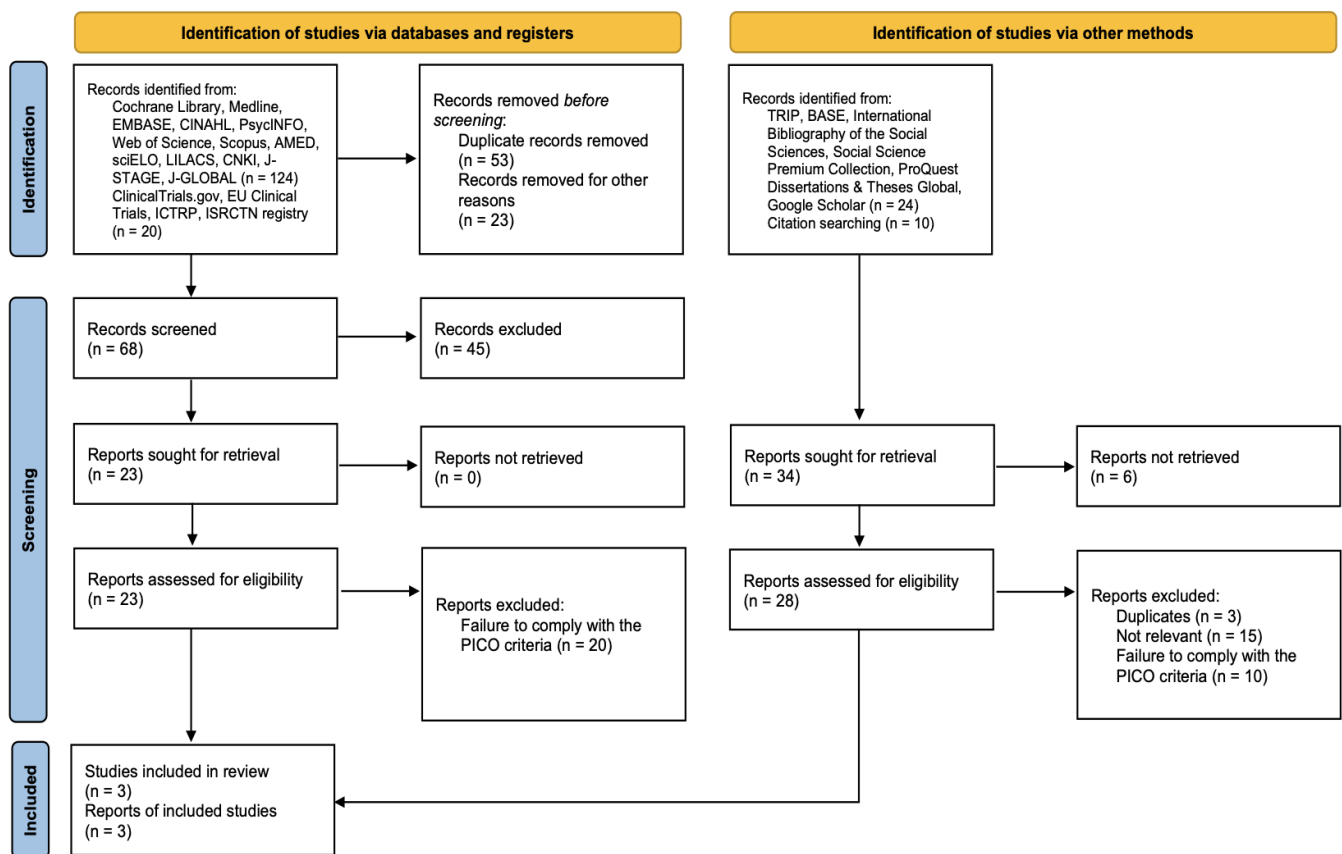 Identification of studies via databases and registers
Identification of studies via other methods
Identification
Records identified from:
Cochrane Library, Medline,
EMBASE, CINAHL, PsycINFO,
Web of Science, Scopus, AMED,
sciELO, LILACS, CNKI, J-
STAGE, J-GLOBAL (n = 124)
ClinicalTrials.gov, EU Clinical
Trials, ICTRP, ISRCTN registry
(n = 20)
Records removed before
screening:
Duplicate records removed
(n = 53)
Records removed for other
reasons
(n = 23)
Records identified from:
TRIP, BASE, International
Bibliography of the Social
Sciences, Social Science
Premium Collection, ProQuest
Dissertations & Theses Global,
Google Scholar (n = 24)
Citation searching (n = 10)
Screening
Records screened
(n = 68)
Records excluded
(n = 45)
Reports sought for retrieval
(n = 23)
Reports not retrieved
(n = 0)
Reports sought for retrieval
(n = 34)
Reports not retrieved
(n = 6)
Reports assessed for eligibility
(n = 23)
Reports excluded:
Failure to comply with the
PICO criteria (n = 20)
Reports assessed for eligibility
(n = 28)
Reports excluded:
Duplicates (n = 3)
Not relevant (n = 15)
Failure to comply with the
PICO criteria (n = 10)
Included
Studies included in review
(n = 3)
Reports of included studies
(n = 3)